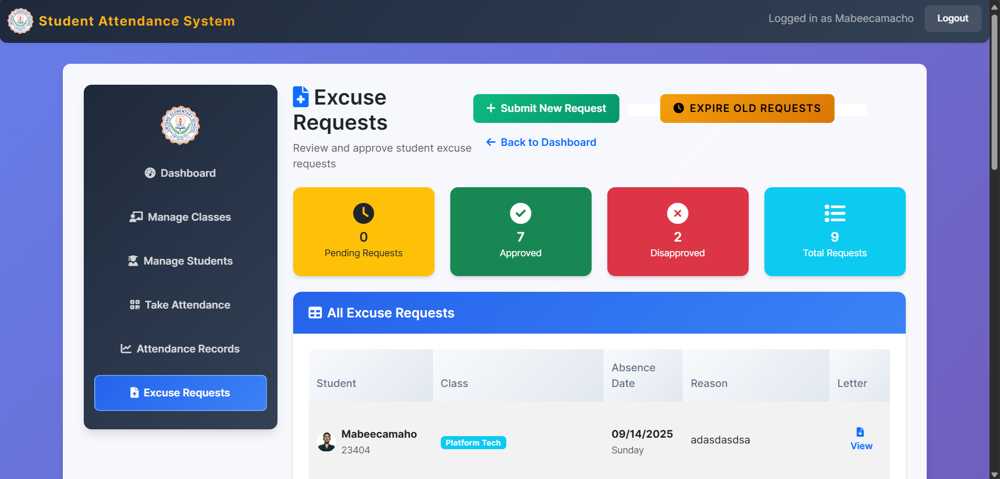 Student Attendance System
Logged in as Mabeecamacho
Logout
LIBTONG ELEMENTARY SCHOOL
Dashboard
Manage Classes
Manage Students
Take Attendance
Attendance Records
Excuse Requests
Excuse
Requests
Review and approve student excuse
requests
Submit New Request
EXPIRE OLD REQUESTS
Back to Dashboard
0
Pending Requests
7
Approved
2
Disapproved
9
Total Requests
All Excuse Requests
Student
Class
Absence
Date
Reason
Letter
Mabeecamaho
23404
Platform Tech
09/14/2025
Sunday
adasdasdsa
View